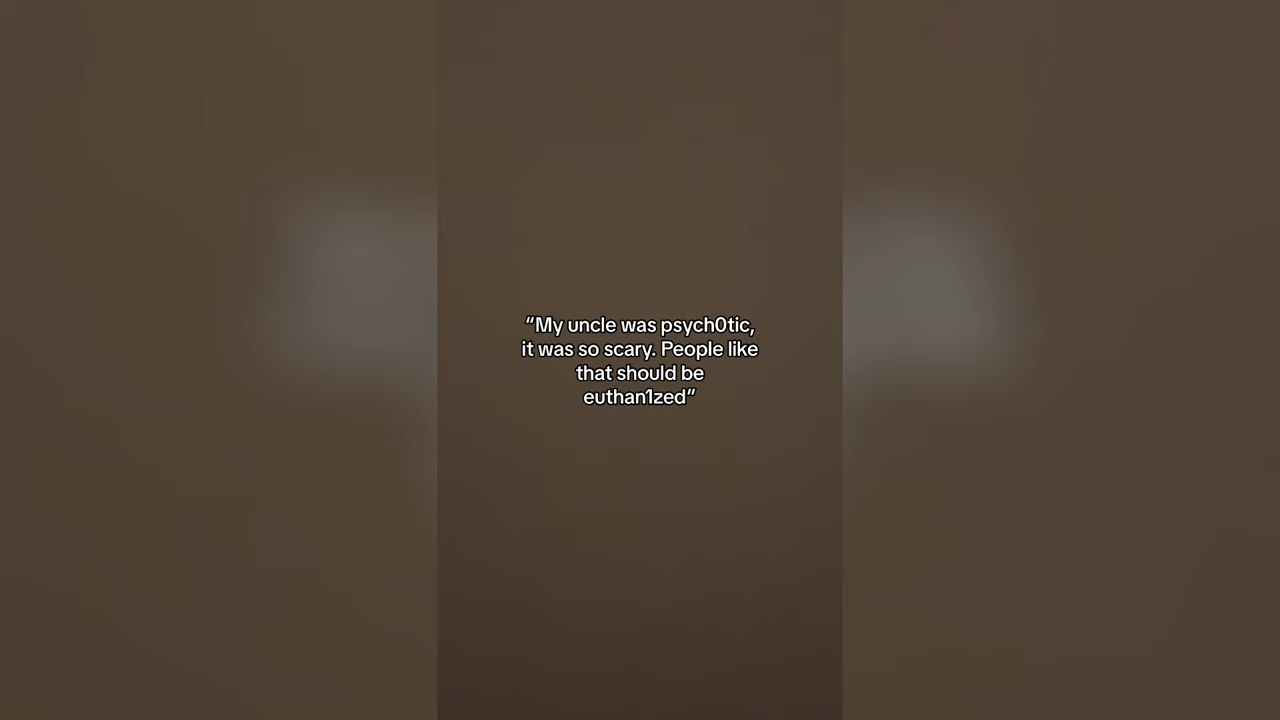 “My uncle was psych0tic,
it was so scary. People like
that should be
euthan1zed”